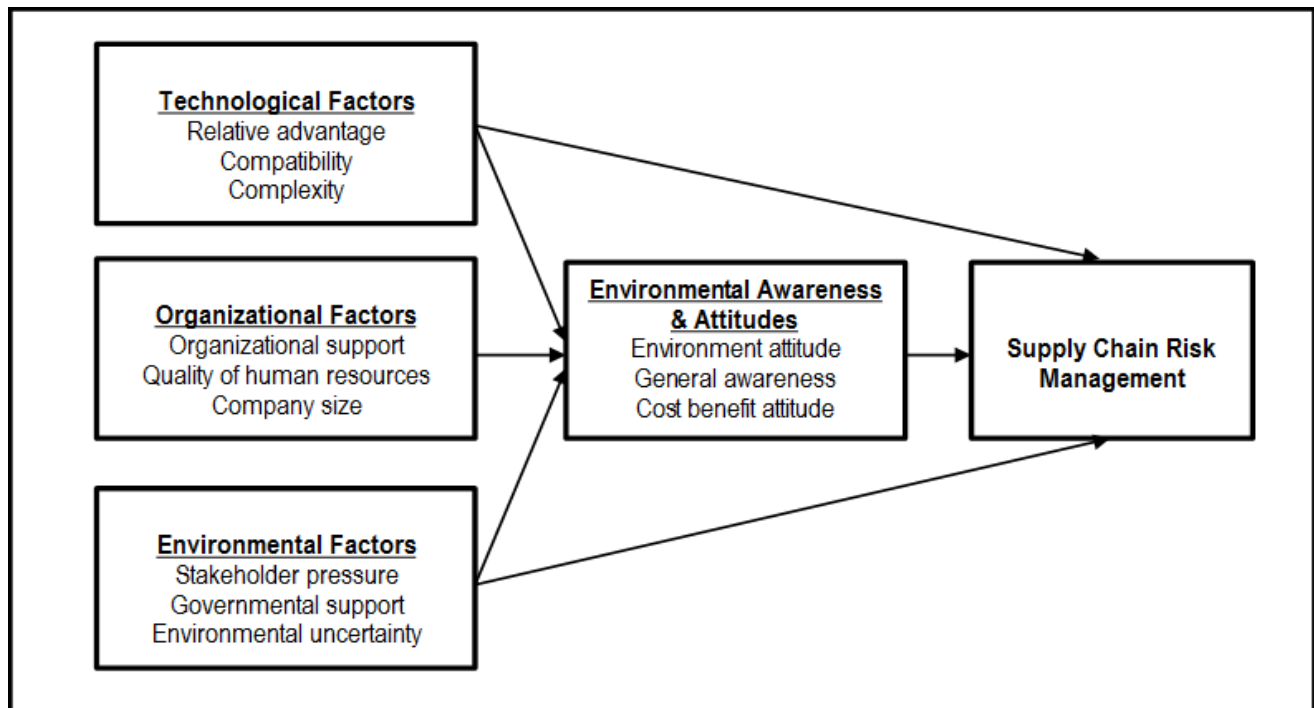 Technological Factors
Relative advantage
Compatibility
Complexity
Organizational Factors
Organizational support
Quality of human resources
Company size
Environmental Factors
Stakeholder pressure
Governmental support
Environmental uncertainty
Environmental Awareness
& Attitudes
Environment attitude
General awareness
Cost benefit attitude
Supply Chain Risk
Management